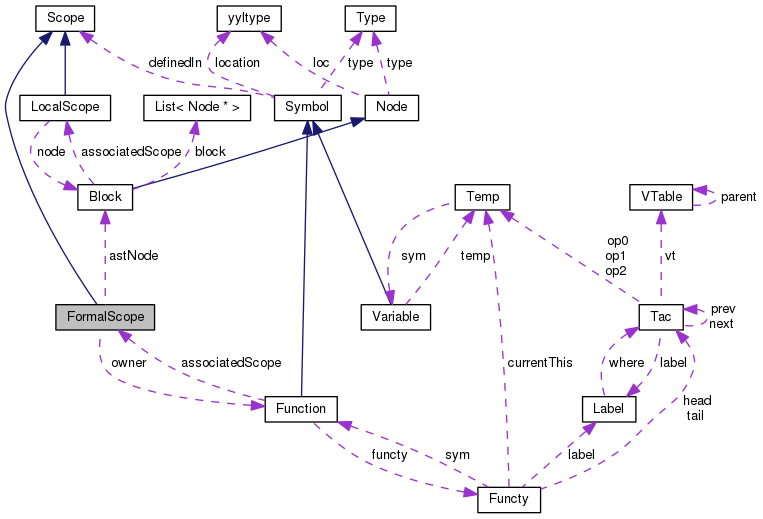 Scope
yyltype
Type
definedIn
location
loc
type
type
LocalScope
List< Node * >
Symbol
Node
node
associatedScope
block
Block
Temp
VTable
parent
astNode
sym
temp
op0
op1
op2
vt
FormalScope
Variable
Tac
prev
next
owner
associatedScope
currentThis
where
label
Function
Label
head
tail
functy
sym
label
Functy